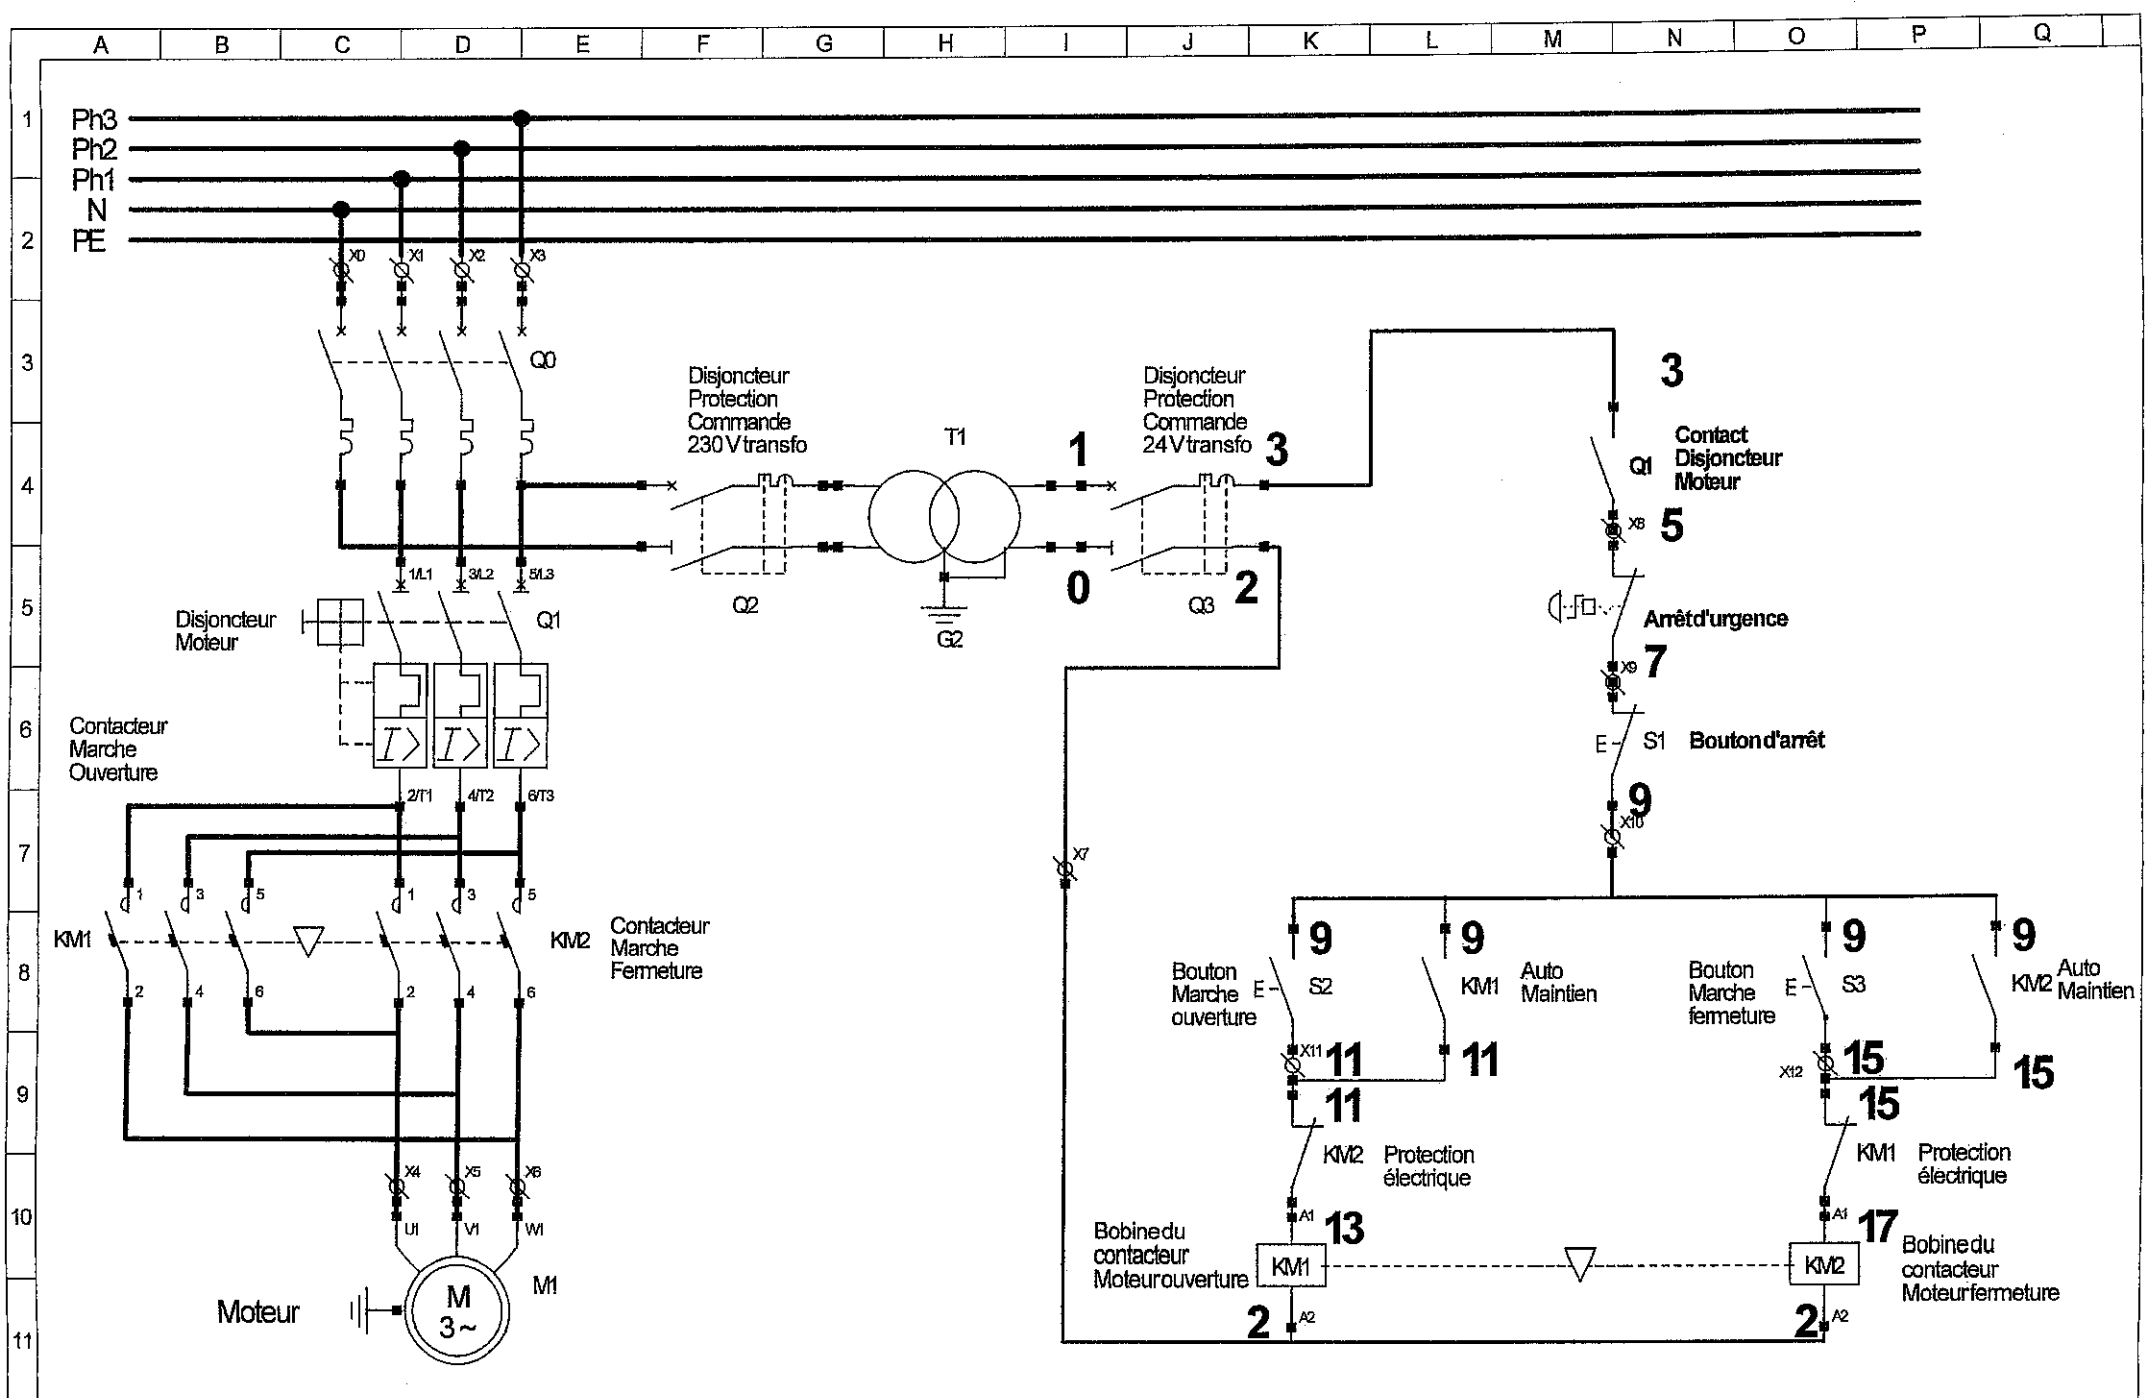 A B C D E F G H I J K L M N O P Q
1
Ph3
Ph2
Ph1
N
2
PE
X0 X1 X2 X3
3
Q0
Disjoncteur
Protection
Commande
230 V transfo
T1
1
Disjoncteur
Protection
Commande
24 V transfo
3
3
Contact
Disjoncteur
Moteur
Q1
4
X8
5
1/L1 3/L2 5/L3
0
2
5
Disjoncteur
Moteur
Q1
Q2
G2
Q3
Arrêt d'urgence
X9
7
6
Contacteur
Marche
Ouverture
I> I> I>
E
S1
Bouton d'arrêt
2/T1 4/T2 6/T3
9
X10
7
X7
1 3 5 1 3 5
KM1
KM2
Contacteur
Marche
Fermeture
8
2 4 6 2 4 6
9 9 9 9
Bouton
Marche
ouverture
E
S2
KM1
Auto
Maintien
Bouton
Marche
fermeture
E
S3
KM2
Auto
Maintien
X11
11
11
X12
15
15
9
11
15
KM2
Protection
électrique
KM1
Protection
électrique
X4 X5 X6
10
U1 V1 W1
A1
13
A1
17
Bobine du
contacteur
Moteur ouverture
KM1
KM2
Bobine du
contacteur
Moteur fermeture
Moteur
M
3~
M1
11
2
A2
2
A2